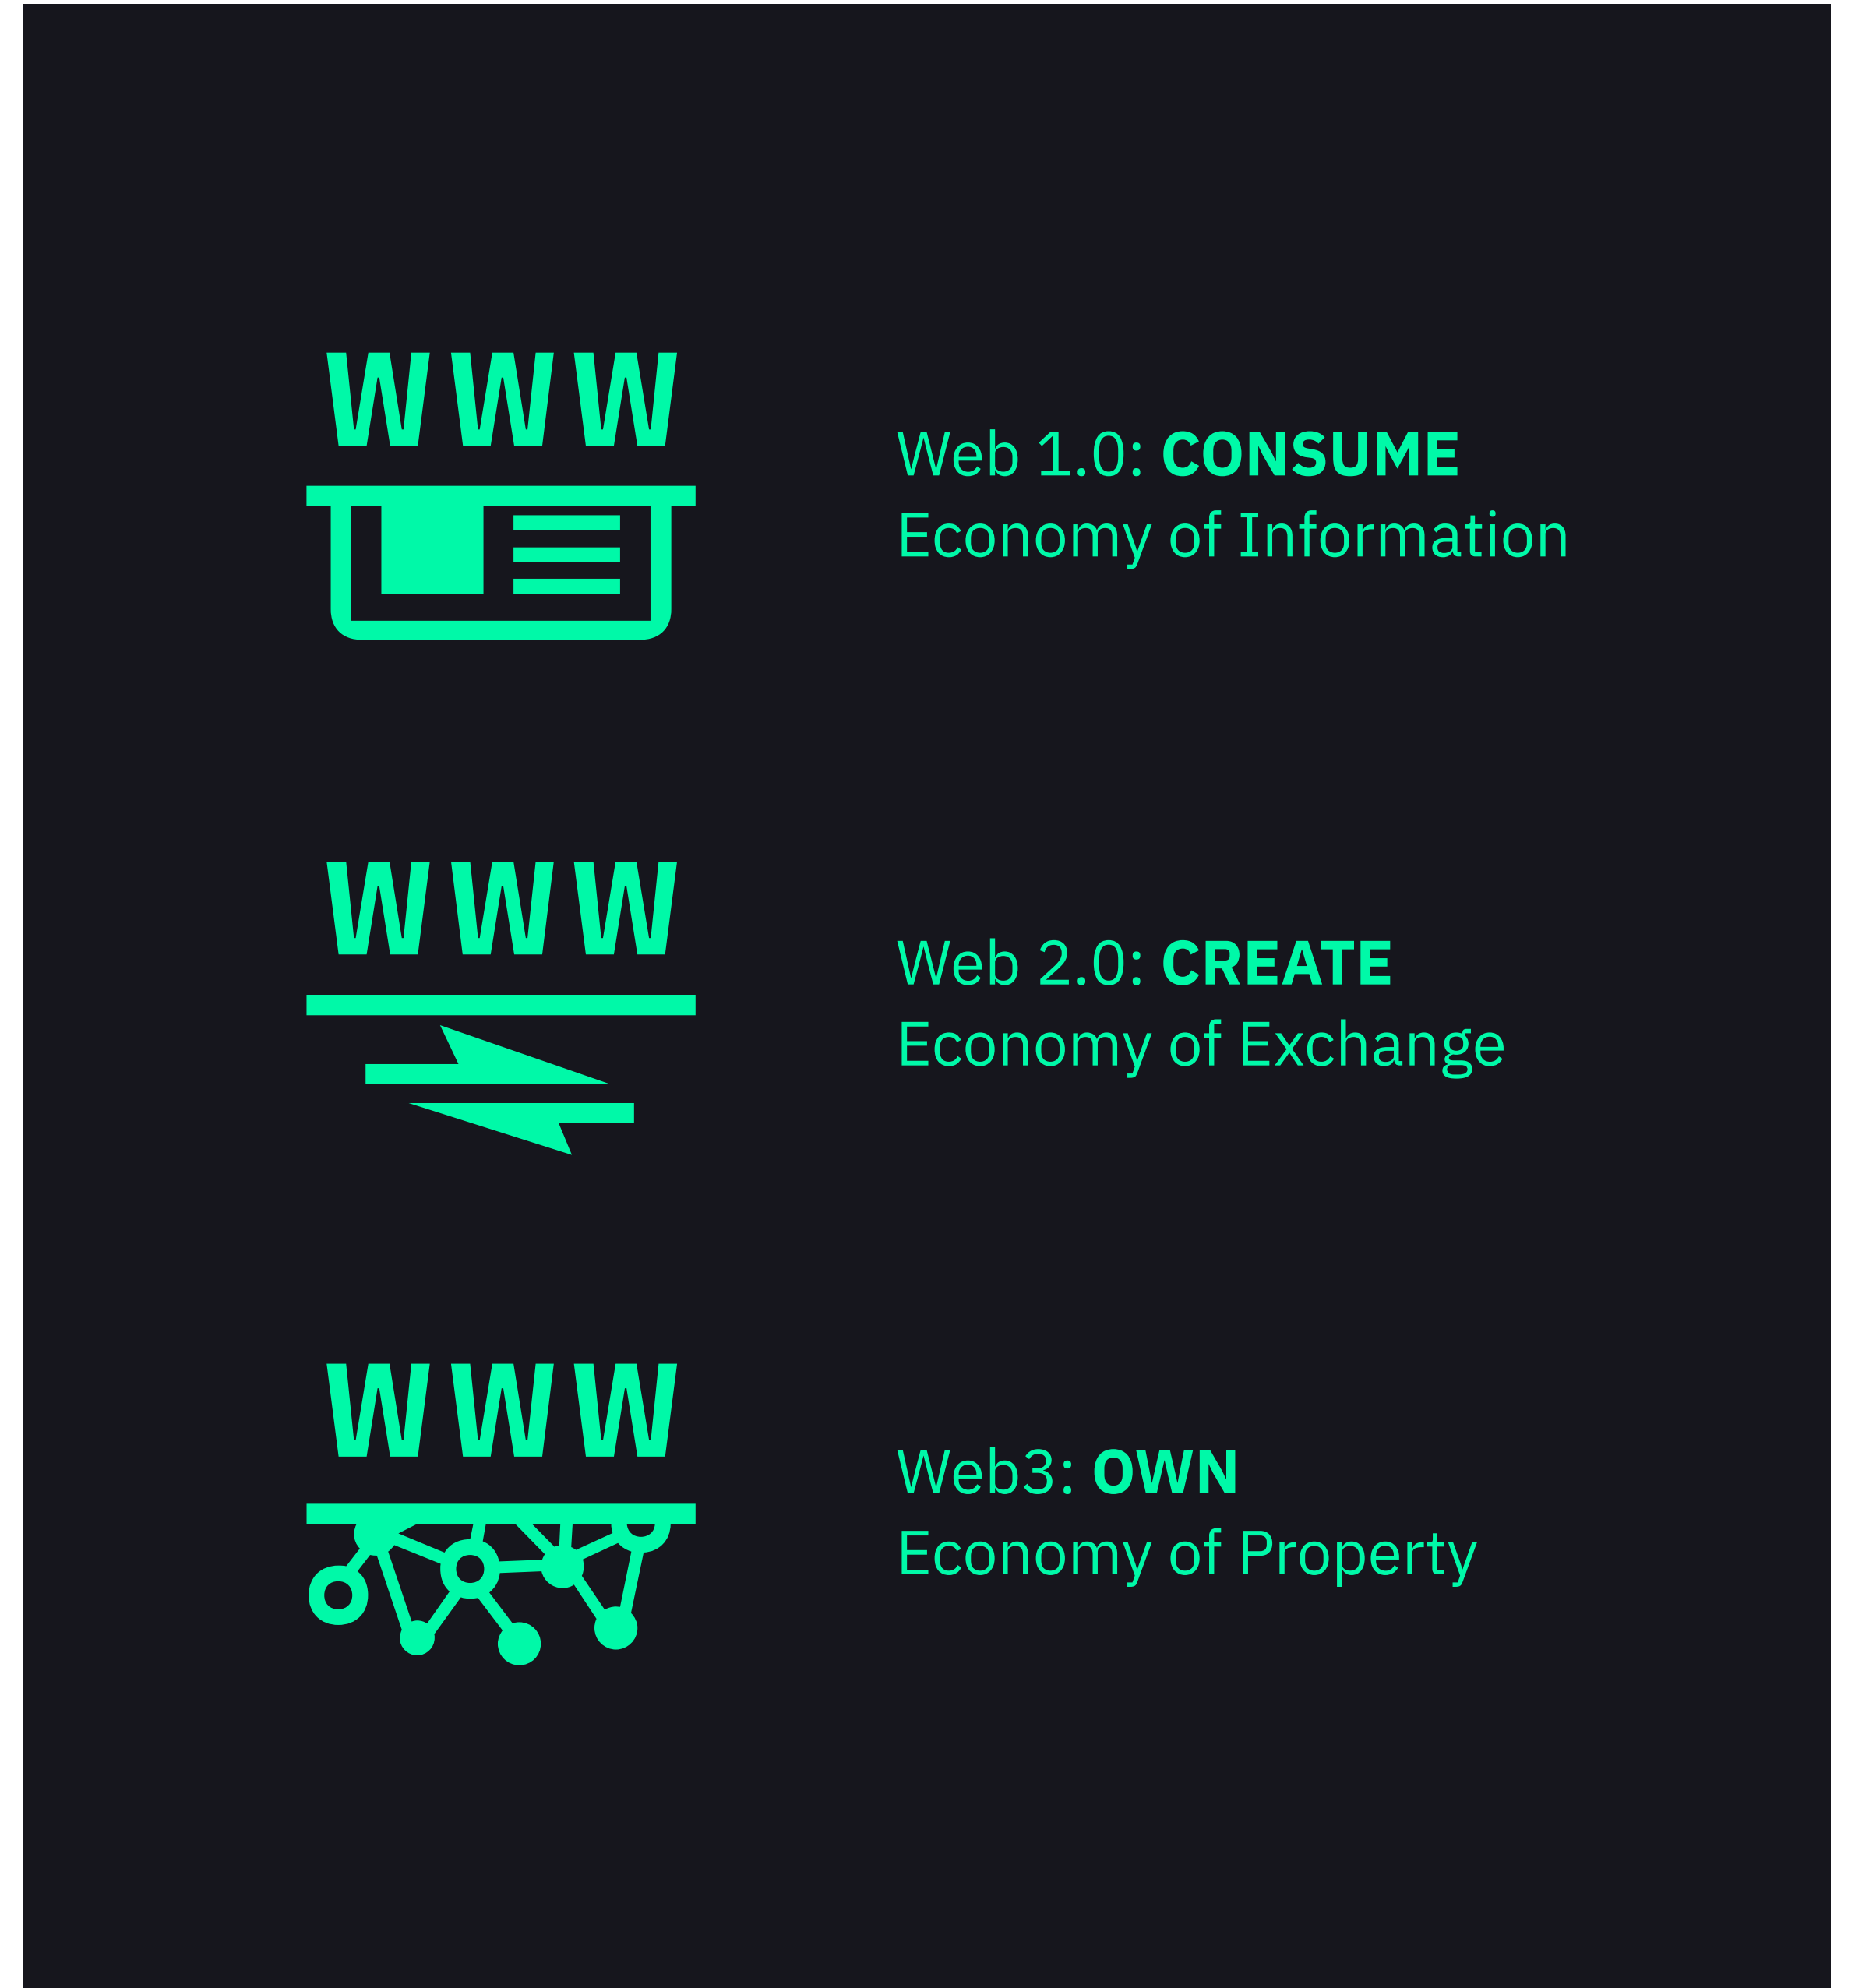 WWW
Web 1.0: CONSUME
Economy of Information
WWW
Web 2.0: CREATE
Economy of Exchange
WWW
Web3: OWN
Economy of Property